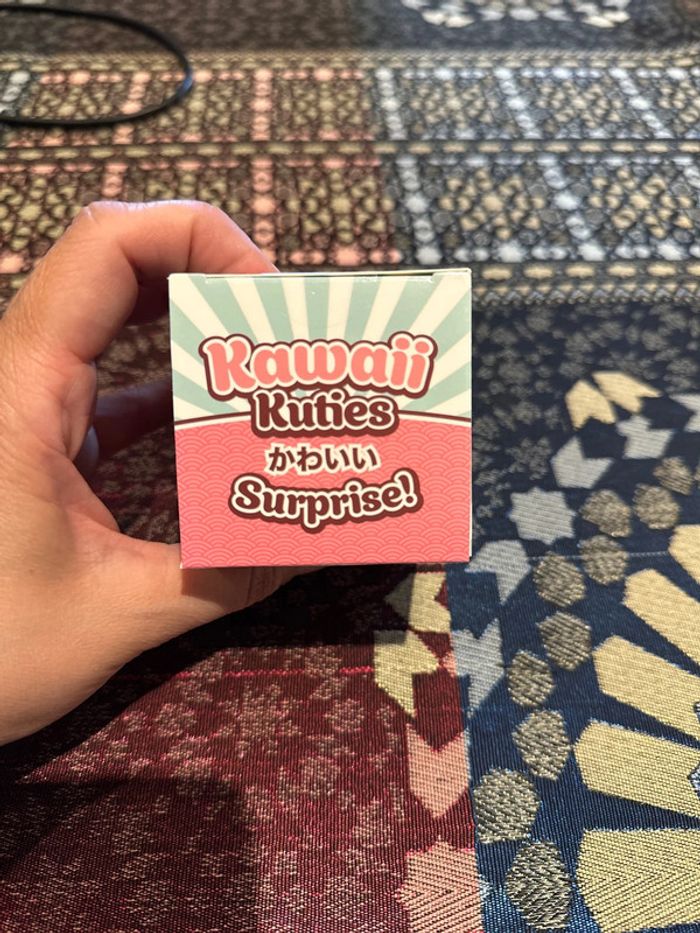 Kawaii
Kuties
かわいい
Surprise!